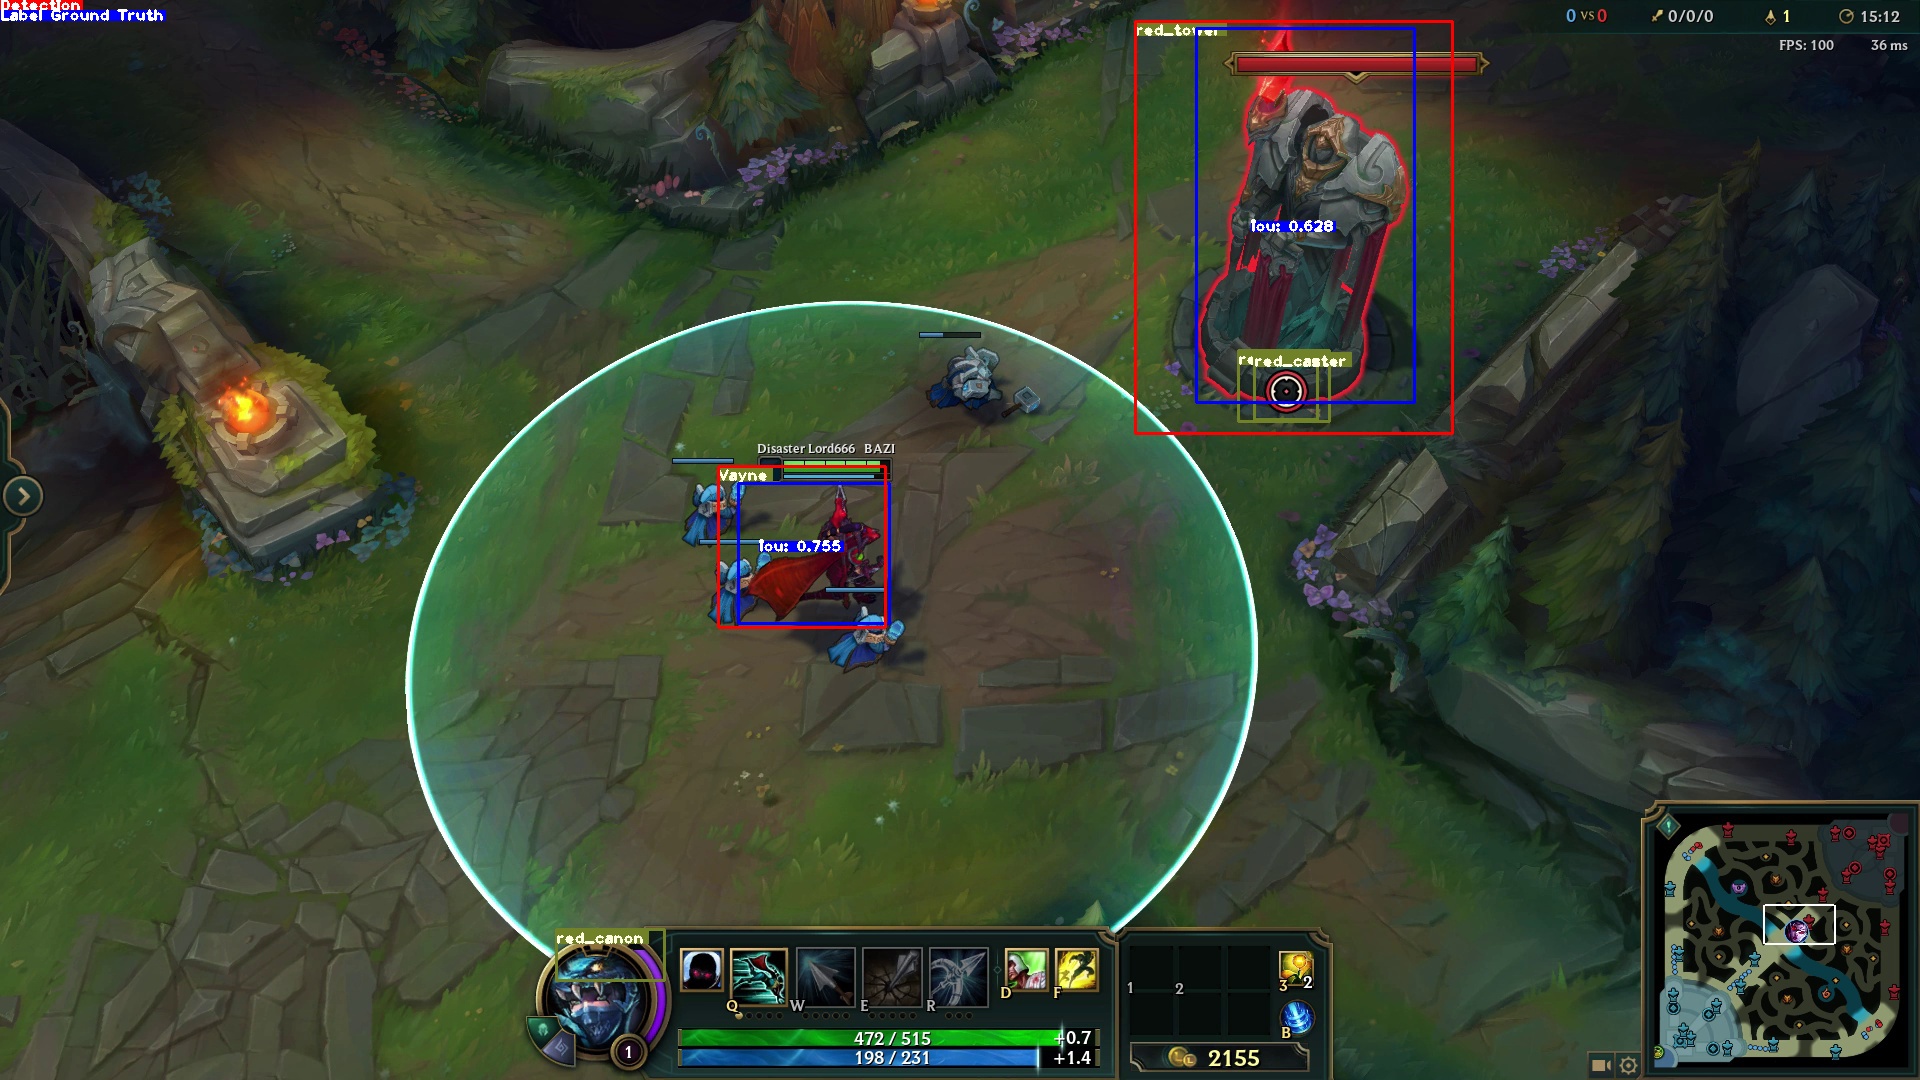 Detection
Label Ground Truth
0 vs 0
0/0/0
1
15:12
FPS: 100
36 ms
red_tower
iou: 0.628
red_caster
Disaster Lord666 BAZI
Vayne
iou: 0.755
red_canon
Q
W
E
R
D
F
1
2
3
2
B
1
472 / 515
+0.7
198 / 231
+1.4
2155